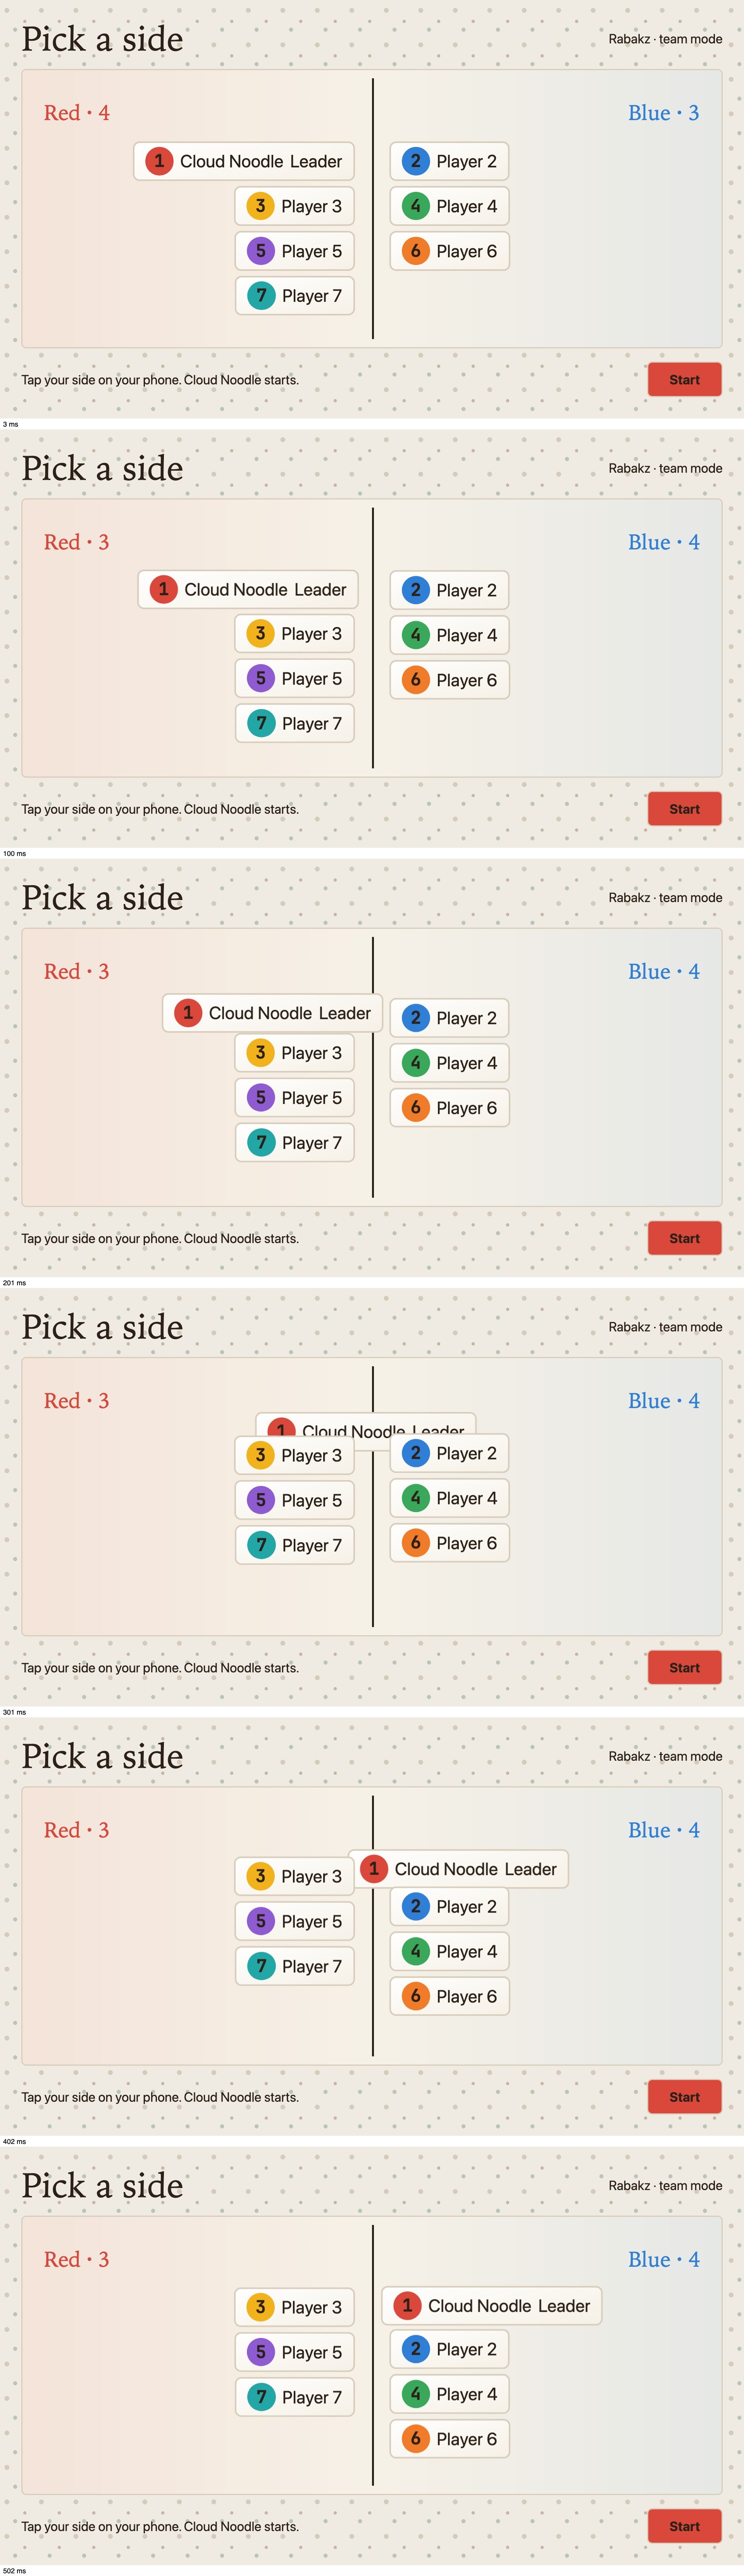 Pick a side
Rabakz · team mode
Red · 4
Blue · 3
1 Cloud Noodle Leader
2 Player 2
3 Player 3
4 Player 4
5 Player 5
6 Player 6
7 Player 7
Tap your side on your phone. Cloud Noodle starts.
Start
3 ms
Pick a side
Rabakz · team mode
Red · 3
Blue · 4
1 Cloud Noodle Leader
2 Player 2
3 Player 3
4 Player 4
5 Player 5
6 Player 6
7 Player 7
Tap your side on your phone. Cloud Noodle starts.
Start
100 ms
Pick a side
Rabakz · team mode
Red · 3
Blue · 4
1 Cloud Noodle Leader
2 Player 2
3 Player 3
4 Player 4
5 Player 5
6 Player 6
7 Player 7
Tap your side on your phone. Cloud Noodle starts.
Start
201 ms
Pick a side
Rabakz · team mode
Red · 3
Blue · 4
1 Cloud Noodle Leader
3 Player 3
2 Player 2
5 Player 5
4 Player 4
7 Player 7
6 Player 6
Tap your side on your phone. Cloud Noodle starts.
Start
301 ms
Pick a side
Rabakz · team mode
Red · 3
Blue · 4
1 Cloud Noodle Leader
3 Player 3
2 Player 2
5 Player 5
4 Player 4
7 Player 7
6 Player 6
Tap your side on your phone. Cloud Noodle starts.
Start
402 ms
Pick a side
Rabakz · team mode
Red · 3
Blue · 4
3 Player 3
1 Cloud Noodle Leader
5 Player 5
2 Player 2
7 Player 7
4 Player 4
6 Player 6
Tap your side on your phone. Cloud Noodle starts.
Start
502 ms